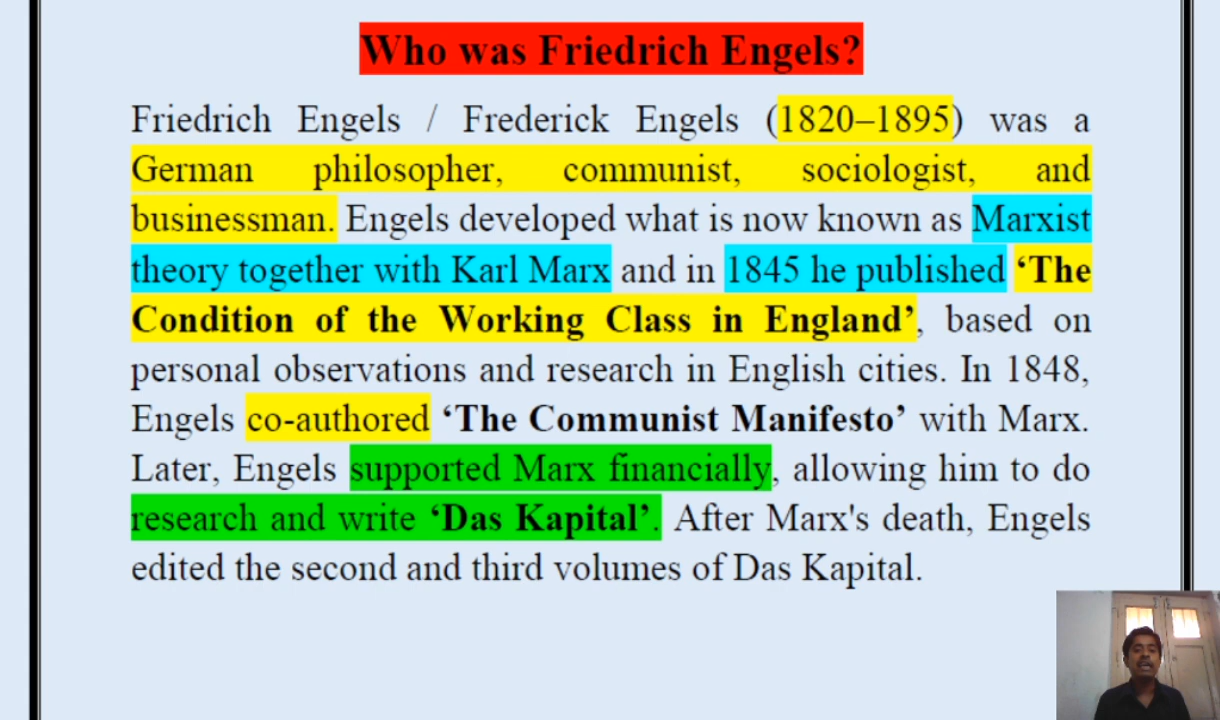 Who was Friedrich Engels?
Friedrich Engels / Frederick Engels (1820–1895) was a
German philosopher, communist, sociologist, and
businessman. Engels developed what is now known as Marxist
theory together with Karl Marx and in 1845 he published ‘The
Condition of the Working Class in England’, based on
personal observations and research in English cities. In 1848,
Engels co-authored ‘The Communist Manifesto’ with Marx.
Later, Engels supported Marx financially, allowing him to do
research and write ‘Das Kapital’. After Marx's death, Engels
edited the second and third volumes of Das Kapital.